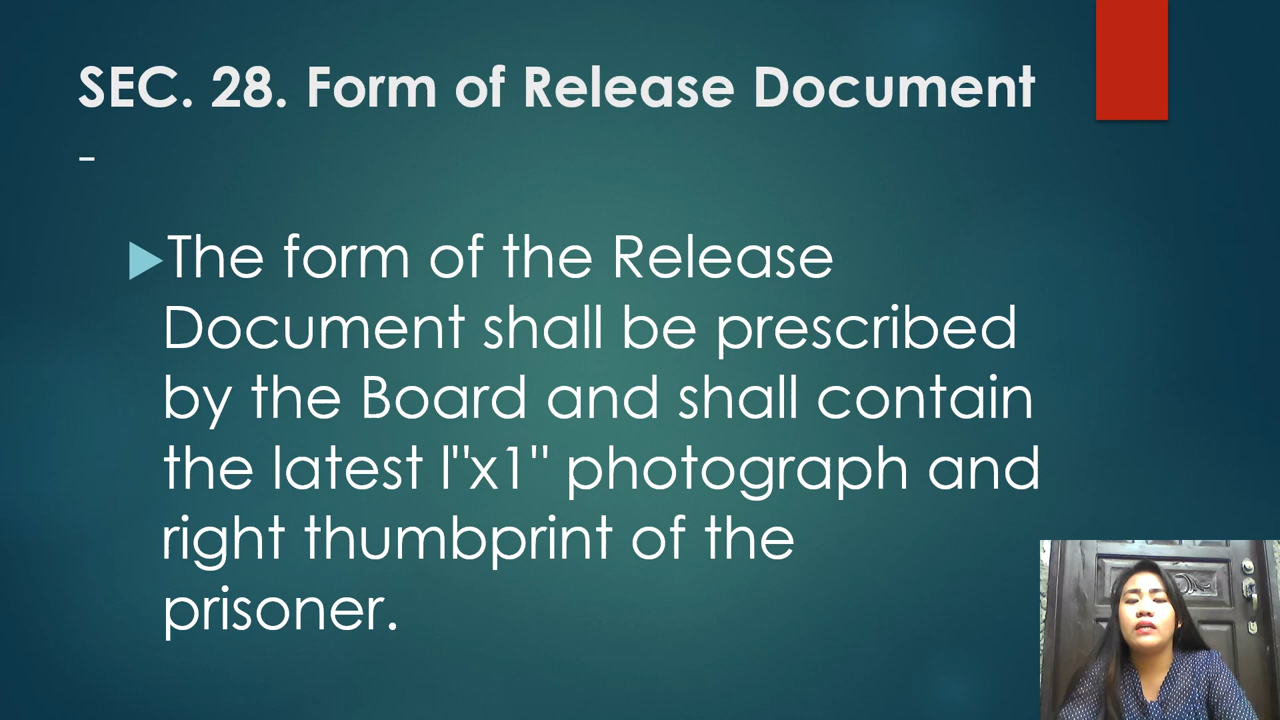 SEC. 28. Form of Release Document
-
The form of the Release
Document shall be prescribed
by the Board and shall contain
the latest l"x1" photograph and
right thumbprint of the
prisoner.